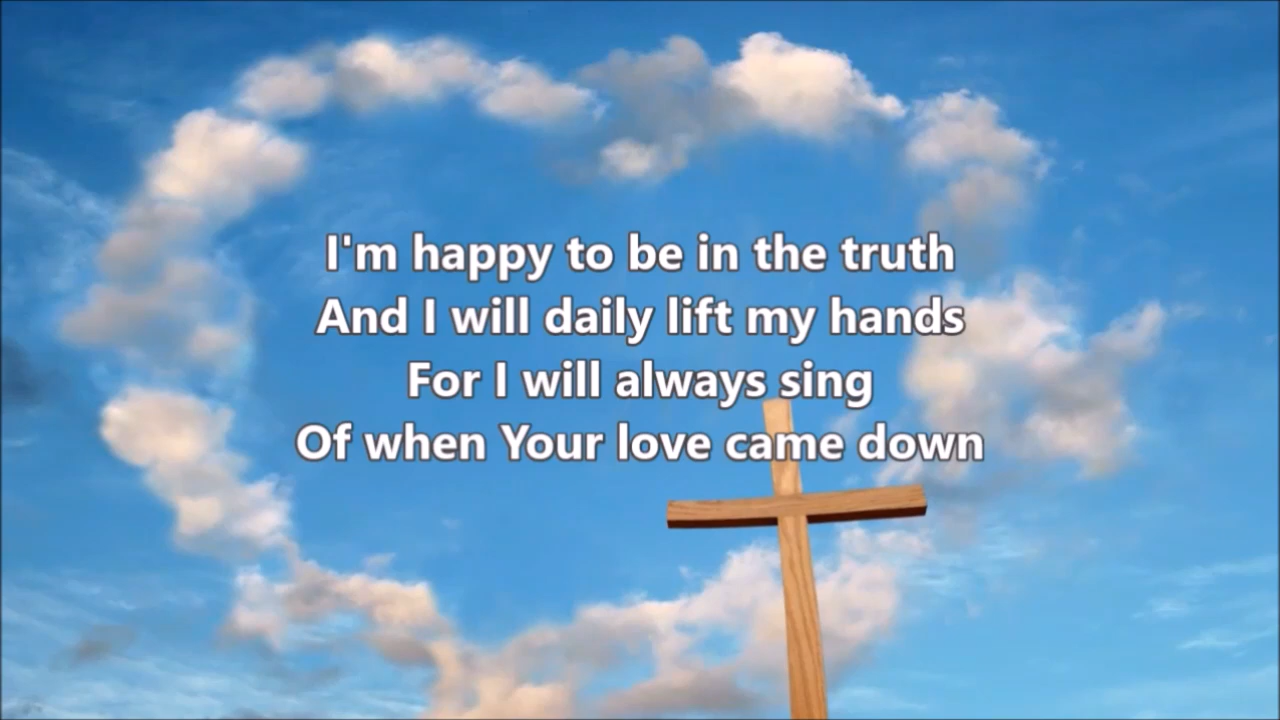 I'm happy to be in the truth
And I will daily lift my hands
For I will always sing
Of when Your love came down